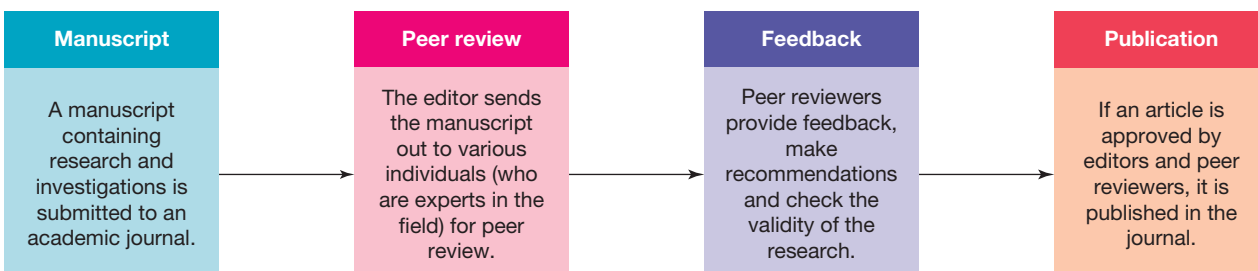 Manuscript
A manuscript
containing
research and
investigations is
submitted to an
academic journal.
Peer review
The editor sends
the manuscript
out to various
individuals (who
are experts in the
field) for peer
review.
Feedback
Peer reviewers
provide feedback,
make
recommendations
and check the
validity of the
research.
Publication
If an article is
approved by
editors and peer
reviewers, it is
published in the
journal.